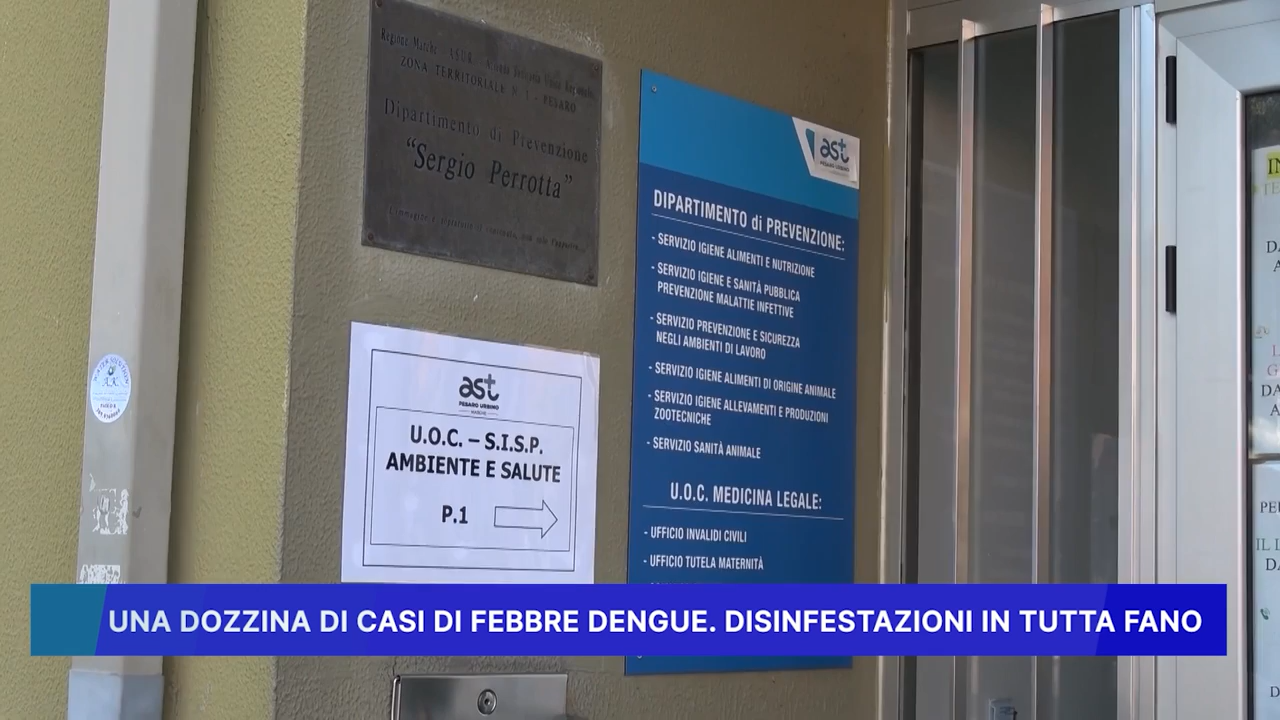 ZONA TERRITORIALE N. 1 - PESARO
Dipartimento di Prevenzione
“Sergio Perrotta”
ast
PESARO URBINO
MARCHE
U.O.C. – S.I.S.P.
AMBIENTE E SALUTE
P.1
ast
PESARO URBINO
DIPARTIMENTO di PREVENZIONE:
- SERVIZIO IGIENE ALIMENTI E NUTRIZIONE
- SERVIZIO IGIENE E SANITÀ PUBBLICA
PREVENZIONE MALATTIE INFETTIVE
- SERVIZIO PREVENZIONE E SICUREZZA
NEGLI AMBIENTI DI LAVORO
- SERVIZIO IGIENE ALIMENTI DI ORIGINE ANIMALE
- SERVIZIO IGIENE ALLEVAMENTI E PRODUZIONI
ZOOTECNICHE
- SERVIZIO SANITÀ ANIMALE
U.O.C. MEDICINA LEGALE:
- UFFICIO INVALIDI CIVILI
- UFFICIO TUTELA MATERNITÀ
UNA DOZZINA DI CASI DI FEBBRE DENGUE. DISINFESTAZIONI IN TUTTA FANO